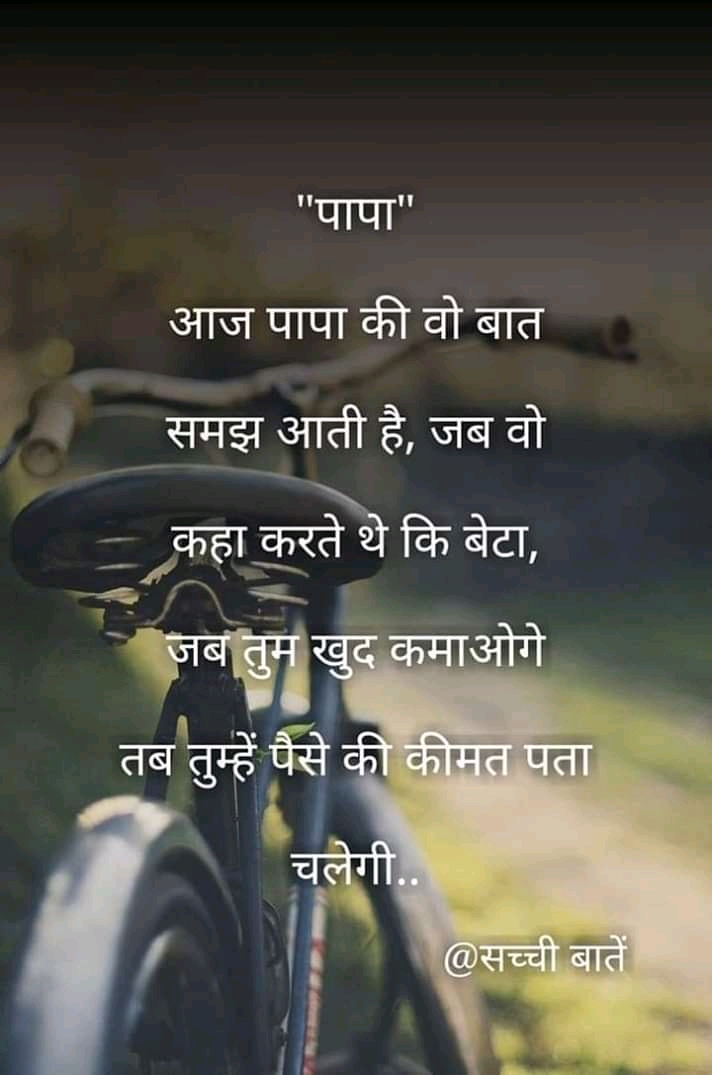 "पापा"
आज पापा की वो बात
समझ आती है, जब वो
कहा करते थे कि बेटा,
जब तुम खुद कमाओगे
तब तुम्हें पैसे की कीमत पता
चलेगी..
@सच्ची बातें